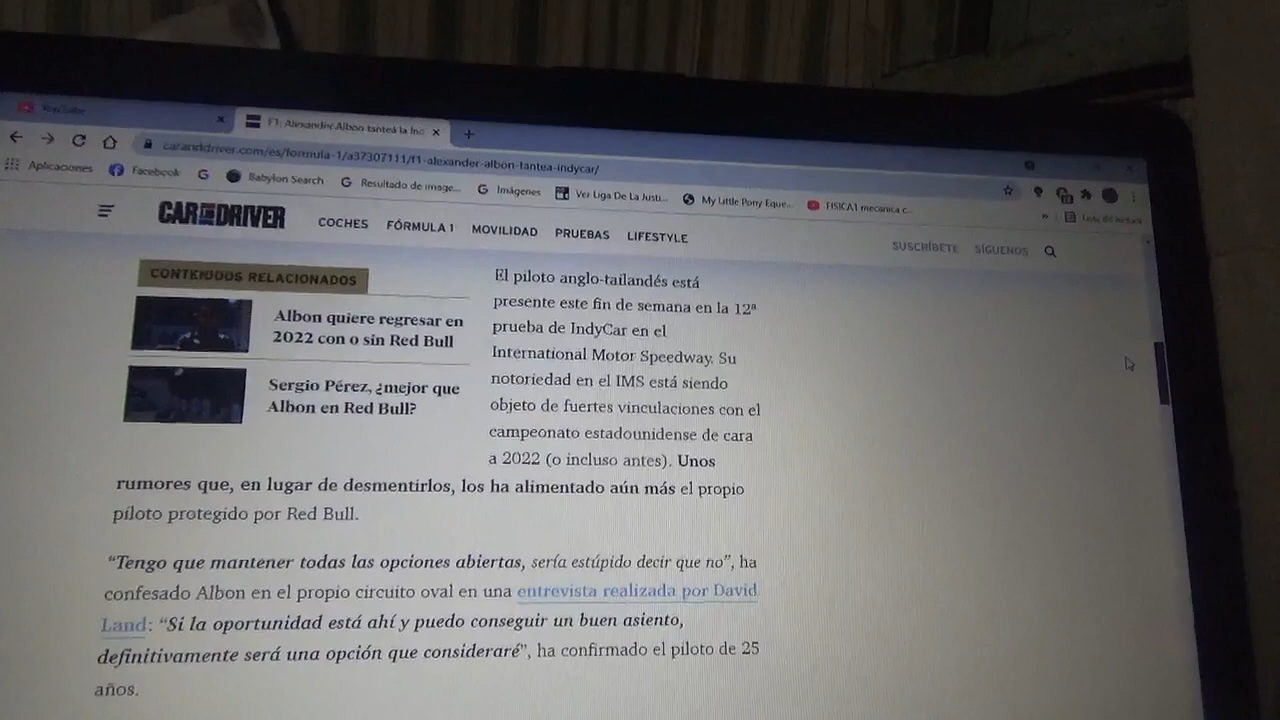 You Tube
F1: Alexander Albon tantea la Ind
caranddriver.com/es/formula-1/a37307111/f1-alexander-albon-tantea-indycar/
Aplicaciones Facebook Babylon Search Resultado de image... Imágenes Ver Liga De La Justi... My Little Pony Eque... FISICA1 mecanica c...
» Lista de lectura
CAR AND DRIVER COCHES FÓRMULA 1 MOVILIDAD PRUEBAS LIFESTYLE SUSCRÍBETE SÍGUENOS
CONTENIDOS RELACIONADOS
Albon quiere regresar en
2022 con o sin Red Bull
Sergio Pérez, ¿mejor que
Albon en Red Bull?
El piloto anglo-tailandés está
presente este fin de semana en la 12ª
prueba de IndyCar en el
International Motor Speedway. Su
notoriedad en el IMS está siendo
objeto de fuertes vinculaciones con el
campeonato estadounidense de cara
a 2022 (o incluso antes). Unos
rumores que, en lugar de desmentirlos, los ha alimentado aún más el propio
piloto protegido por Red Bull.
“Tengo que mantener todas las opciones abiertas, sería estúpido decir que no”, ha
confesado Albon en el propio circuito oval en una entrevista realizada por David
Land: “Si la oportunidad está ahí y puedo conseguir un buen asiento,
definitivamente será una opción que consideraré”, ha confirmado el piloto de 25
años.